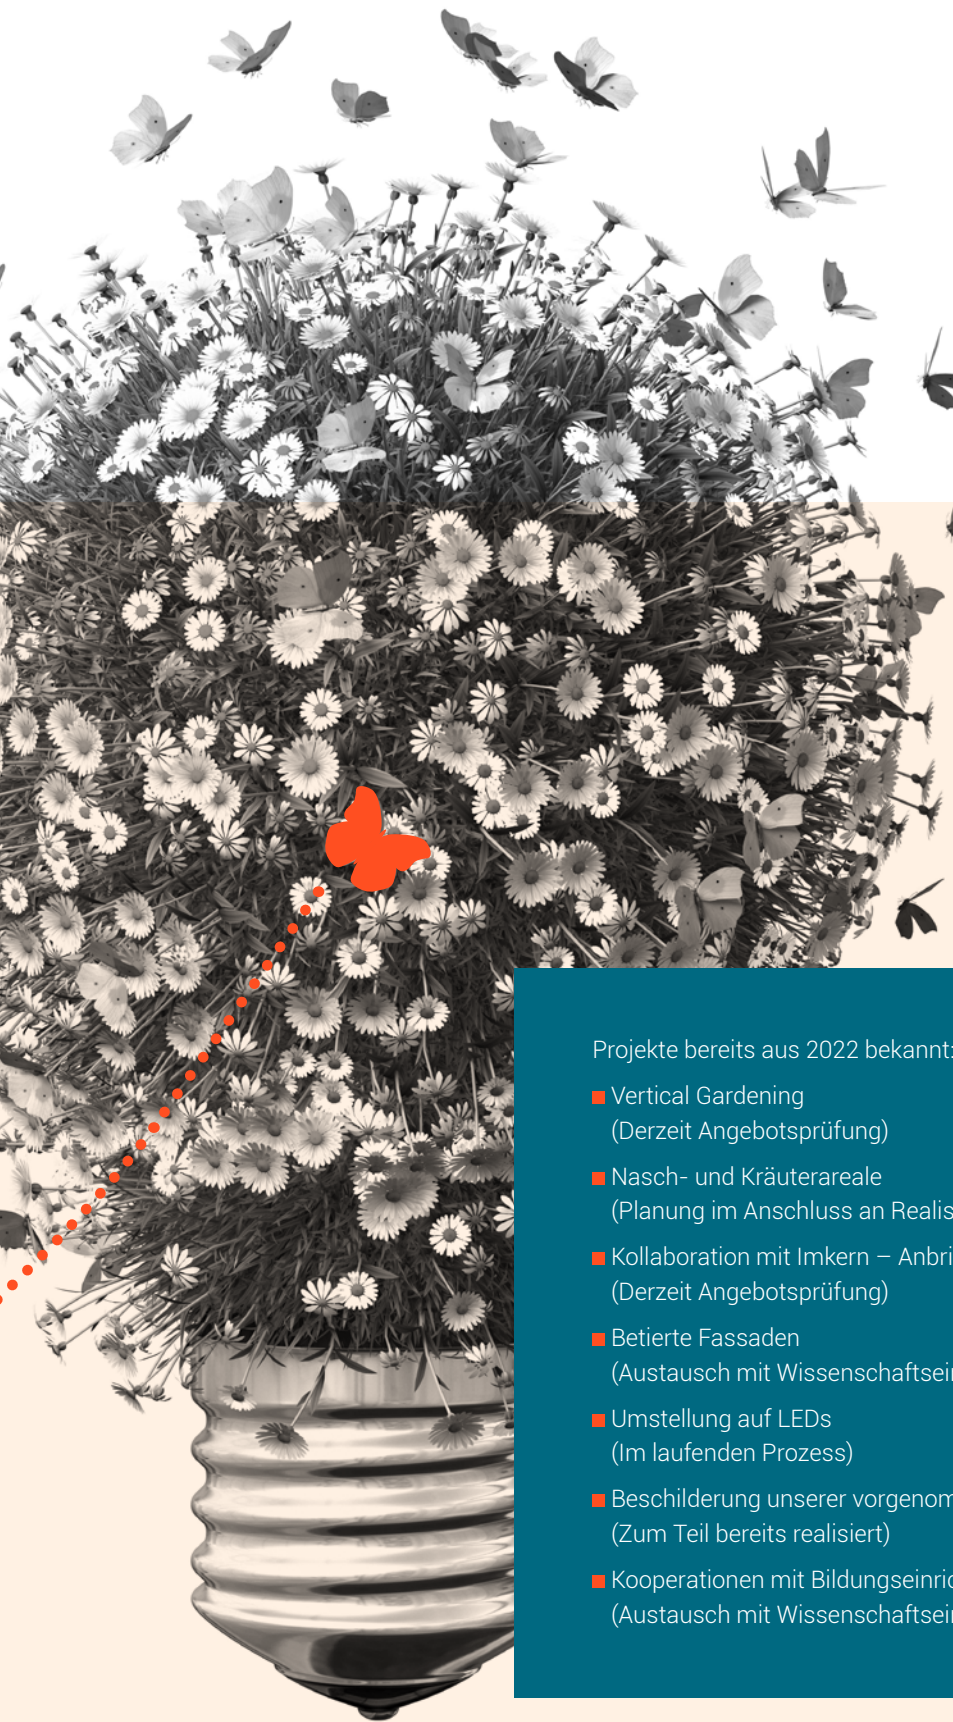 Projekte bereits aus 2022 bekannt:
Vertical Gardening
(Derzeit Angebotsprüfung)
Nasch- und Kräuterareale
(Planung im Anschluss an Realis
Kollaboration mit Imkern – Anbri
(Derzeit Angebotsprüfung)
Betierte Fassaden
(Austausch mit Wissenschaftsei
Umstellung auf LEDs
(Im laufenden Prozess)
Beschilderung unserer vorgenom
(Zum Teil bereits realisiert)
Kooperationen mit Bildungseinri
(Austausch mit Wissenschaftsei